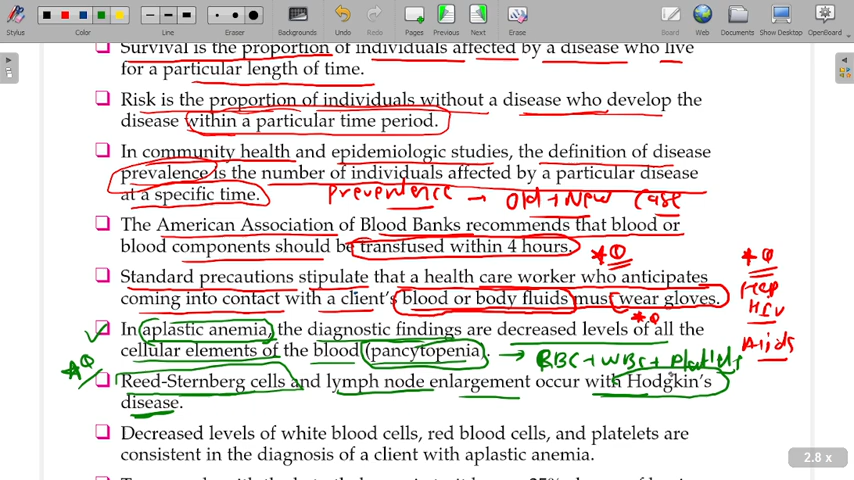 Stylus Color Line Eraser Backgrounds Undo Redo Pages Previous Next Erase Board Web Documents Show Desktop OpenBoard
Survival is the proportion of individuals affected by a disease who live
for a particular length of time.
Risk is the proportion of individuals without a disease who develop the
disease within a particular time period.
In community health and epidemiologic studies, the definition of disease
prevalence is the number of individuals affected by a particular disease
at a specific time.
Prevelence → Old + New Case
The American Association of Blood Banks recommends that blood or
blood components should be transfused within 4 hours.
*Q
Standard precautions stipulate that a health care worker who anticipates
coming into contact with a client's blood or body fluids must wear gloves.
*Q
*Q
Hep
HIV
Aids
In aplastic anemia, the diagnostic findings are decreased levels of all the
cellular elements of the blood (pancytopenia).
→ RBC + WBC + Platlets
*Q
Reed-Sternberg cells and lymph node enlargement occur with Hodgkin's
disease.
Decreased levels of white blood cells, red blood cells, and platelets are
consistent in the diagnosis of a client with aplastic anemia.
2.8 x